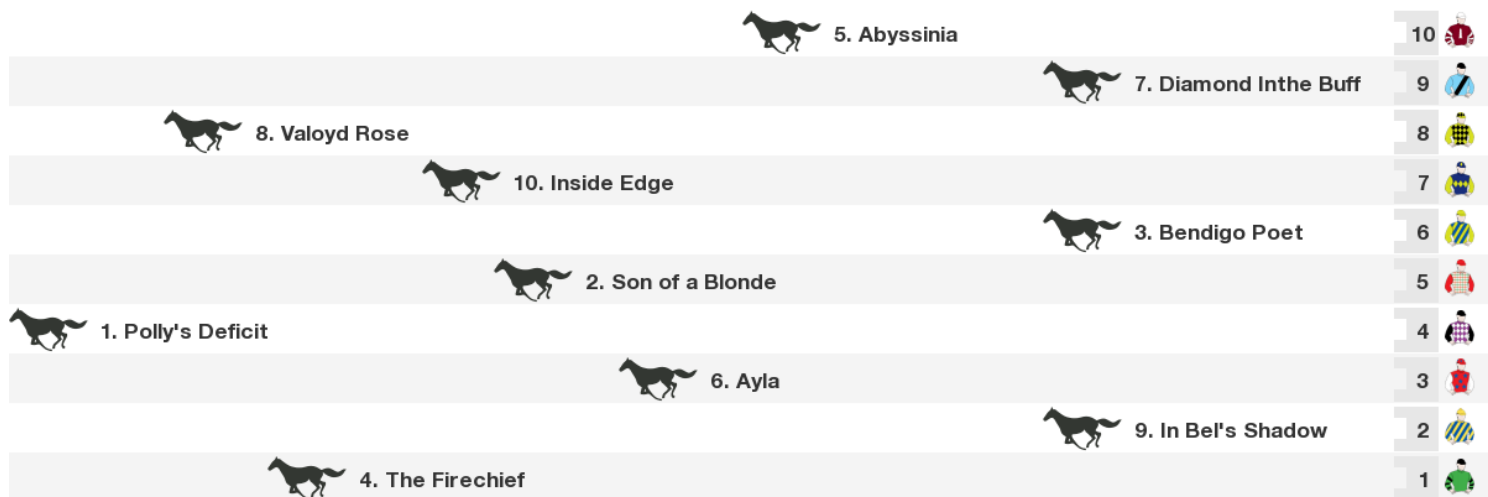 5. Abyssinia 10
7. Diamond Inthe Buff 9
8. Valoyd Rose 8
10. Inside Edge 7
3. Bendigo Poet 6
2. Son of a Blonde 5
1. Polly's Deficit 4
6. Ayla 3
9. In Bel's Shadow 2
4. The Firechief 1